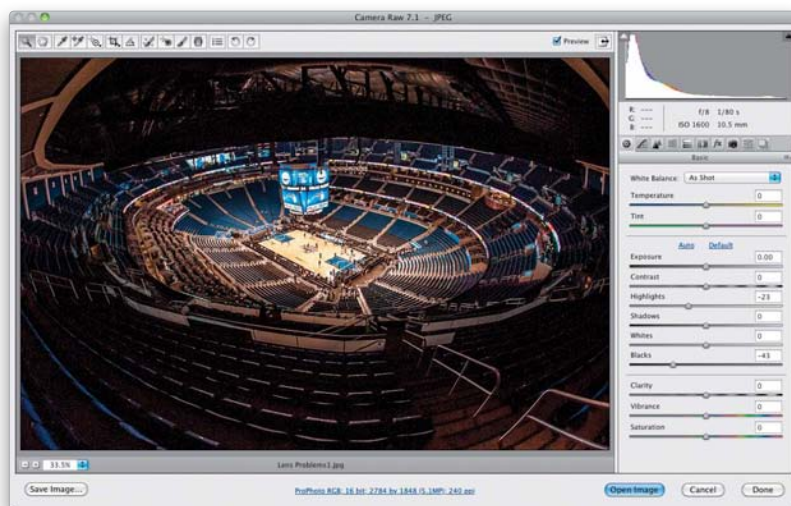 Camera Raw 7.1 – JPEG
Preview
R: ---
G: ---
B: ---
f/8 1/80 s
ISO 1600 10.5 mm
Basic
White Balance: As Shot
Temperature 0
Tint 0
Auto Default
Exposure 0.00
Contrast 0
Highlights -23
Shadows 0
Whites 0
Blacks -43
Clarity 0
Vibrance 0
Saturation 0
33.5%
Lens Problems1.jpg
Save Image...
ProPhoto RGB; 16 bit; 2784 by 1848 (5.1MP); 240 ppi
Open Image
Cancel
Done